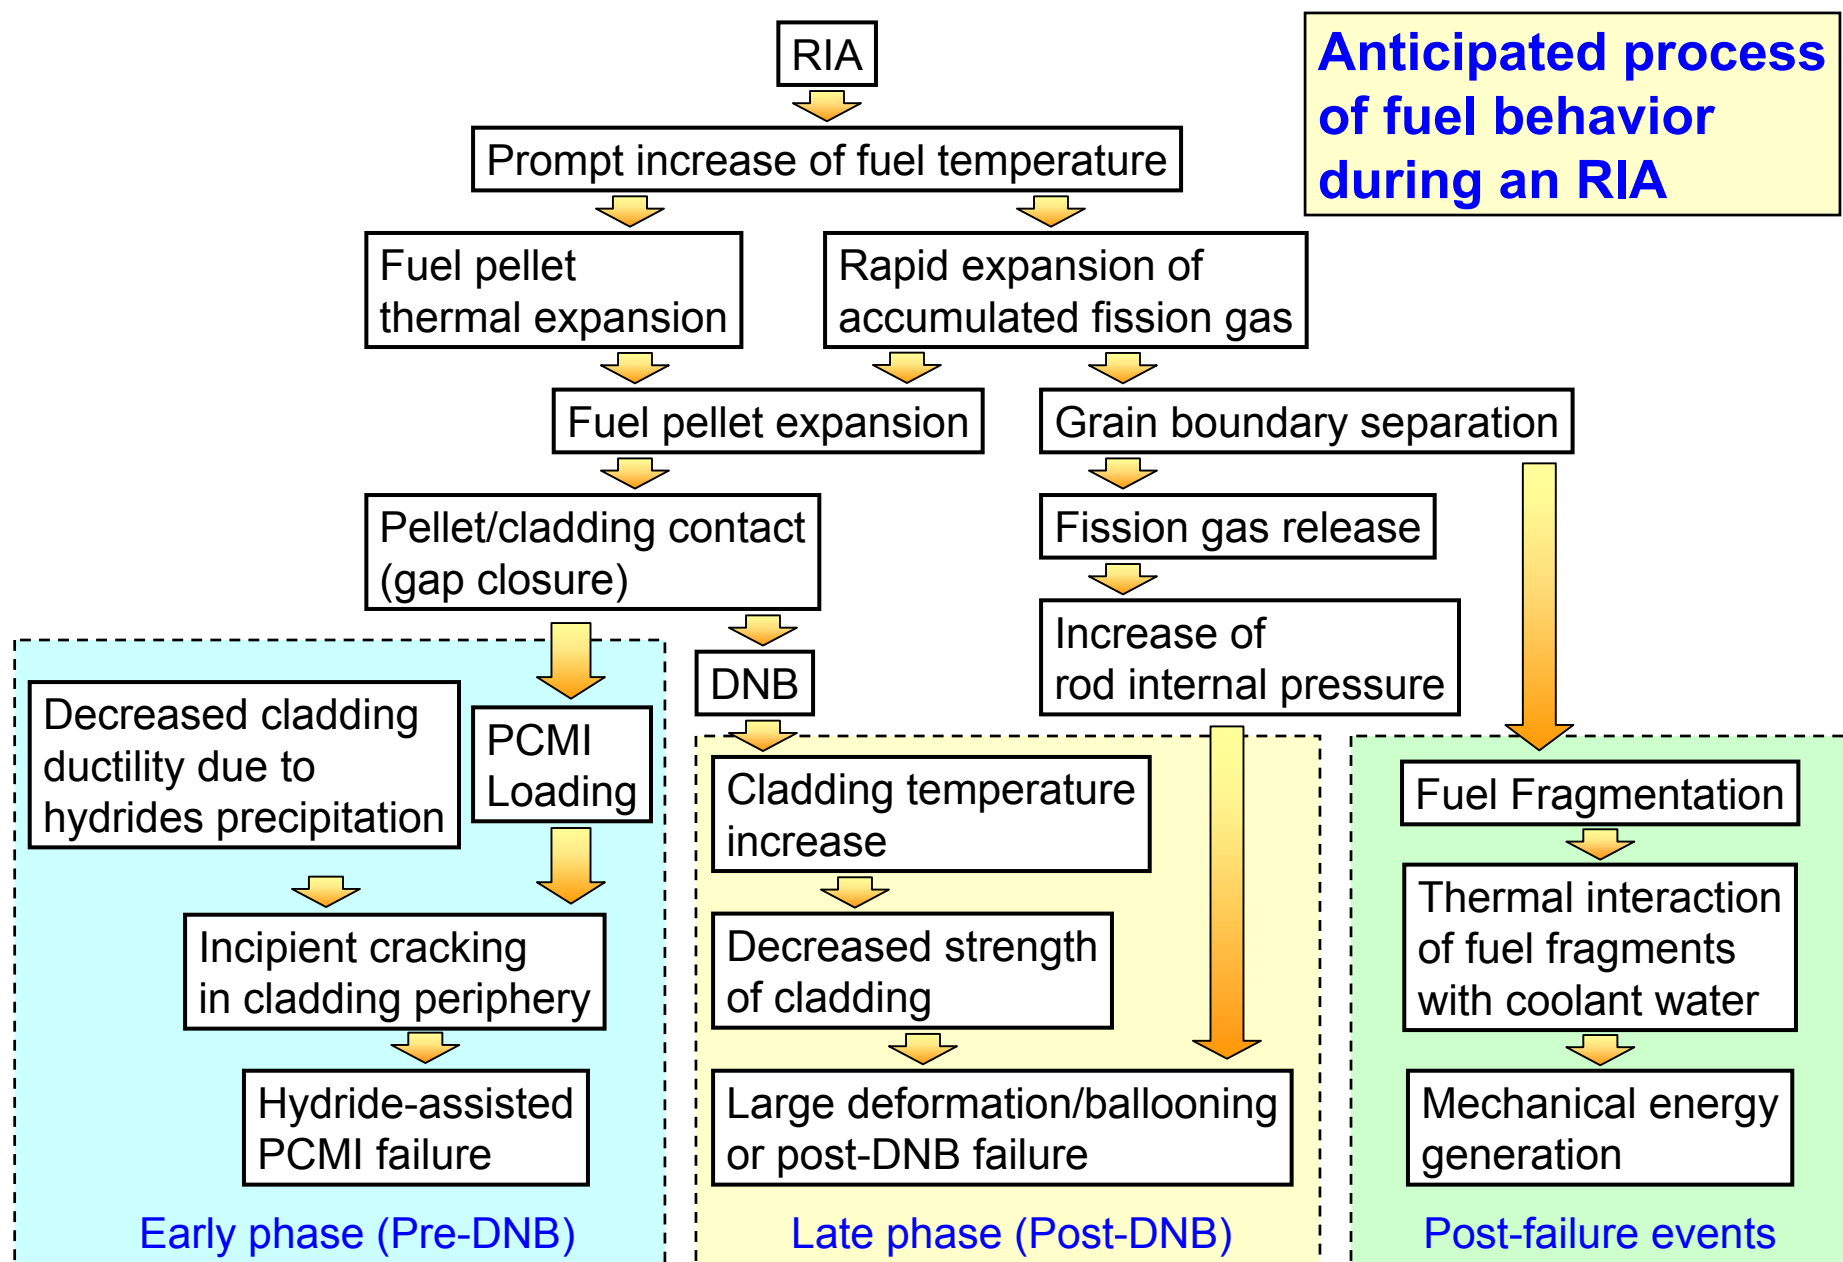 RIA
Anticipated process
of fuel behavior
during an RIA
Prompt increase of fuel temperature
Fuel pellet
thermal expansion
Rapid expansion of
accumulated fission gas
Fuel pellet expansion
Grain boundary separation
Pellet/cladding contact
(gap closure)
Fission gas release
Increase of
rod internal pressure
DNB
Decreased cladding
ductility due to
hydrides precipitation
PCMI
Loading
Incipient cracking
in cladding periphery
Hydride-assisted
PCMI failure
Early phase (Pre-DNB)
Cladding temperature
increase
Decreased strength
of cladding
Large deformation/ballooning
or post-DNB failure
Late phase (Post-DNB)
Fuel Fragmentation
Thermal interaction
of fuel fragments
with coolant water
Mechanical energy
generation
Post-failure events